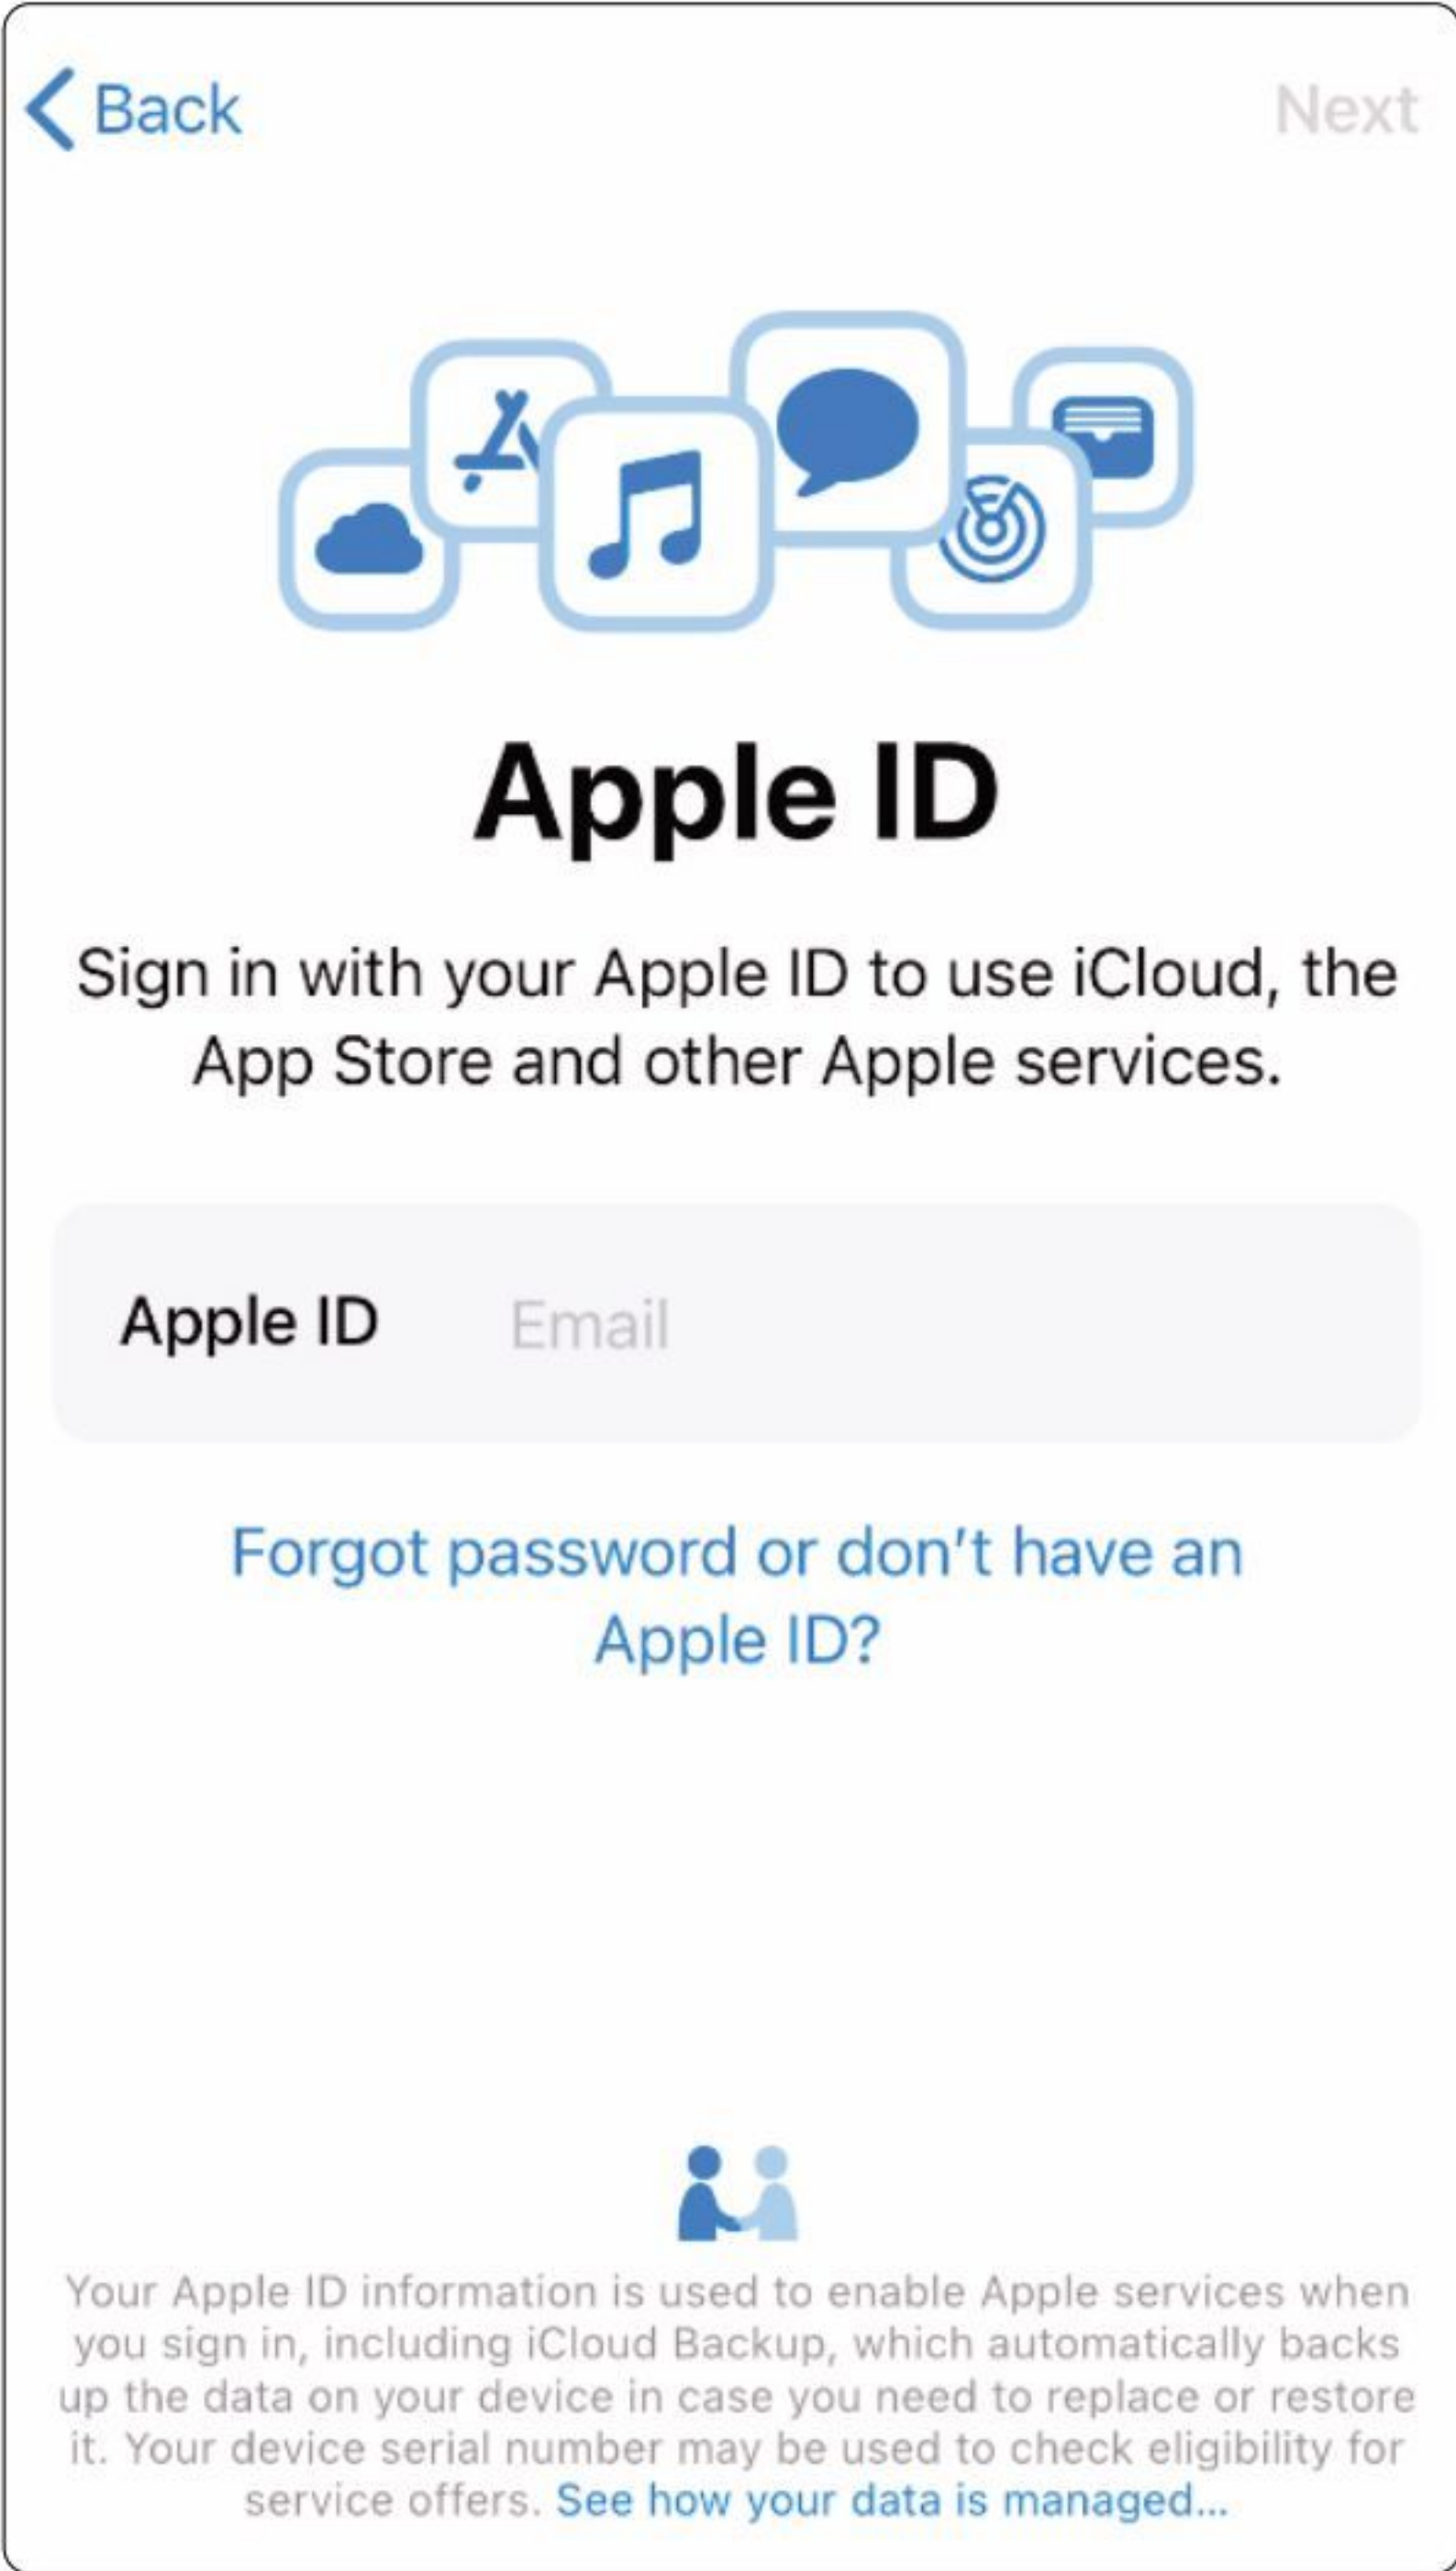 Back
Next
Apple ID
Sign in with your Apple ID to use iCloud, the
App Store and other Apple services.
Apple ID Email
Forgot password or don’t have an
Apple ID?
Your Apple ID information is used to enable Apple services when
you sign in, including iCloud Backup, which automatically backs
up the data on your device in case you need to replace or restore
it. Your device serial number may be used to check eligibility for
service offers. See how your data is managed...